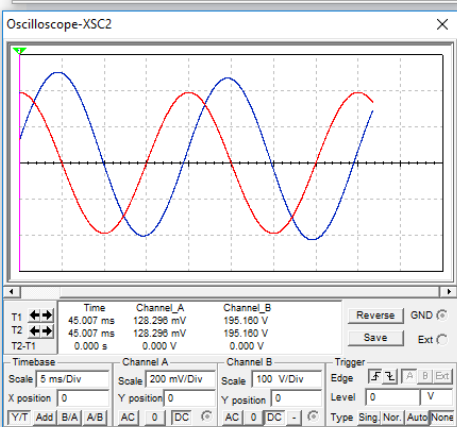 Oscilloscope-XSC2
Time Channel_A Channel_B
T1 45.007 ms 128.296 mV 195.160 V
T2 45.007 ms 128.296 mV 195.160 V
T2-T1 0.000 s 0.000 V 0.000 V
Reverse GND
Save Ext
Timebase Channel A Channel B Trigger
Scale 5 ms/Div Scale 200 mV/Div Scale 100 V/Div Edge A B Ext
X position 0 Y position 0 Y position 0 Level 0 V
Y/T Add B/A A/B AC 0 DC AC 0 DC - Type Sing. Nor. Auto None